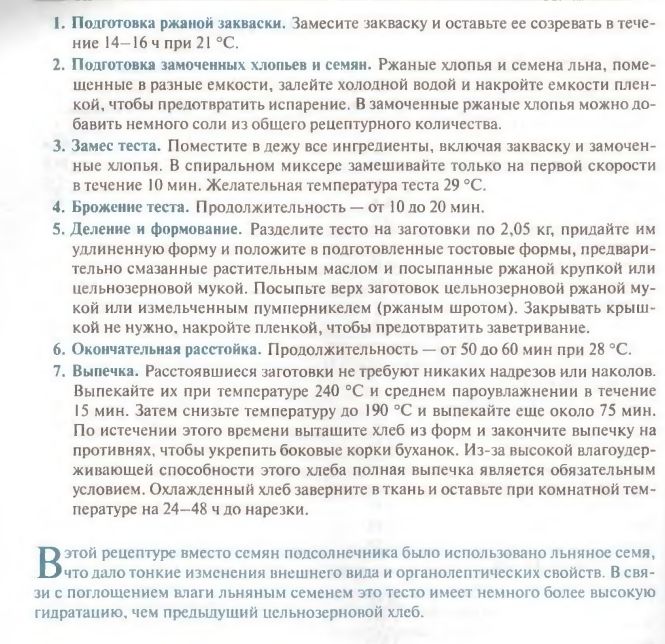 1. Подготовка ржаной закваски. Замесите закваску и оставьте ее созревать в тече-
ние 14—16 ч при 21 °С.
2. Подготовка замоченных хлопьев и семян. Ржаные хлопья и семена льна, поме-
щенные в разные емкости, залейте холодной водой и накройте емкости плен-
кой, чтобы предотвратить испарение. В замоченные ржаные хлопья можно до-
бавить немного соли из общего рецептурного количества.
3. Замес теста. Поместите в дежу все ингредиенты, включая закваску и замочен-
ные хлопья. В спиральном миксере замешивайте только на первой скорости
в течение 10 мин. Желательная температура теста 29 °С.
4. Брожение теста. Продолжительность — от 10 до 20 мин.
5. Деление и формование. Разделите тесто на заготовки по 2,05 кг, придайте им
удлиненную форму и положите в подготовленные тостовые формы, предвари-
тельно смазанные растительным маслом и посыпанные ржаной крупкой или
цельнозерновой мукой. Посыпьте верх заготовок цельнозерновой ржаной му-
кой или измельченным пумперникелем (ржаным шротом). Закрывать крыш-
кой не нужно, накройте пленкой, чтобы предотвратить заветривание.
6. Окончательная расстойка. Продолжительность — от 50 до 60 мин при 28 °С.
7. Выпечка. Расстоявшиеся заготовки не требуют никаких надрезов или наколов.
Выпекайте их при температуре 240 °С и среднем пароувлажнении в течение
15 мин. Затем снизьте температуру до 190 °С и выпекайте еще около 75 мин.
По истечении этого времени выташите хлеб из форм и закончите выпечку на
противнях, чтобы укрепить боковые корки буханок. Из-за высокой влагоудер-
живающей способности этого хлеба полная выпечка является обязательным
условием. Охлажденный хлеб заверните в ткань и оставьте при комнатной тем-
пературе на 24—48 ч до нарезки.
В этой рецептуре вместо семян подсолнечника было использовано льняное семя,
что дало тонкие изменения внешнего вида и органолептических свойств. В свя-
зи с поглощением влаги льняным семенем это тесто имеет немного более высокую
гидратацию, чем предыдущий цельнозерновой хлеб.